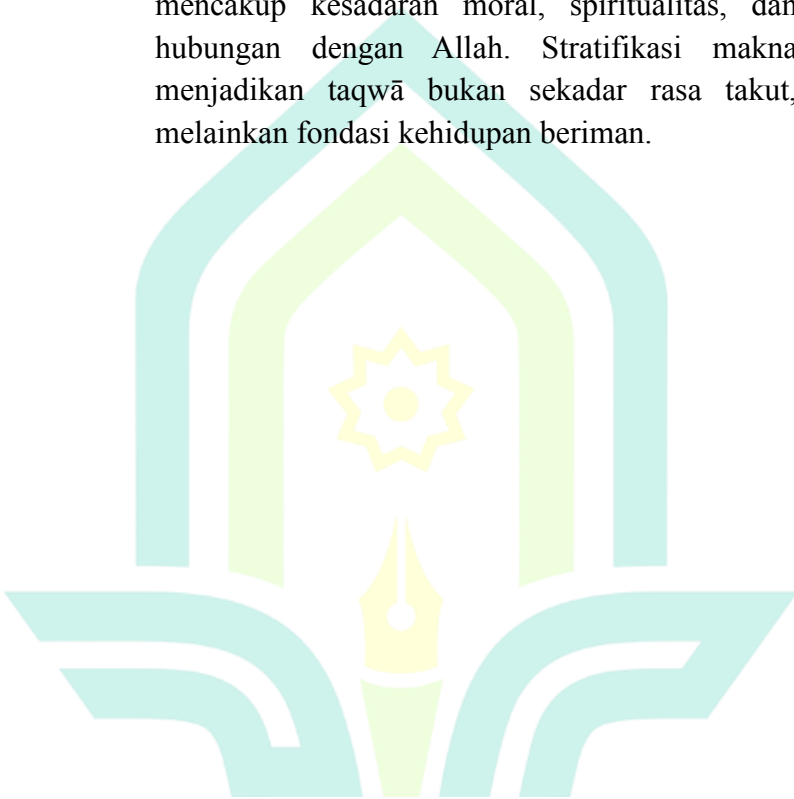 mencakup kesadaran moral, spiritualitas, dan
hubungan dengan Allah. Stratifikasi makna
menjadikan taqwā bukan sekadar rasa takut,
melainkan fondasi kehidupan beriman.